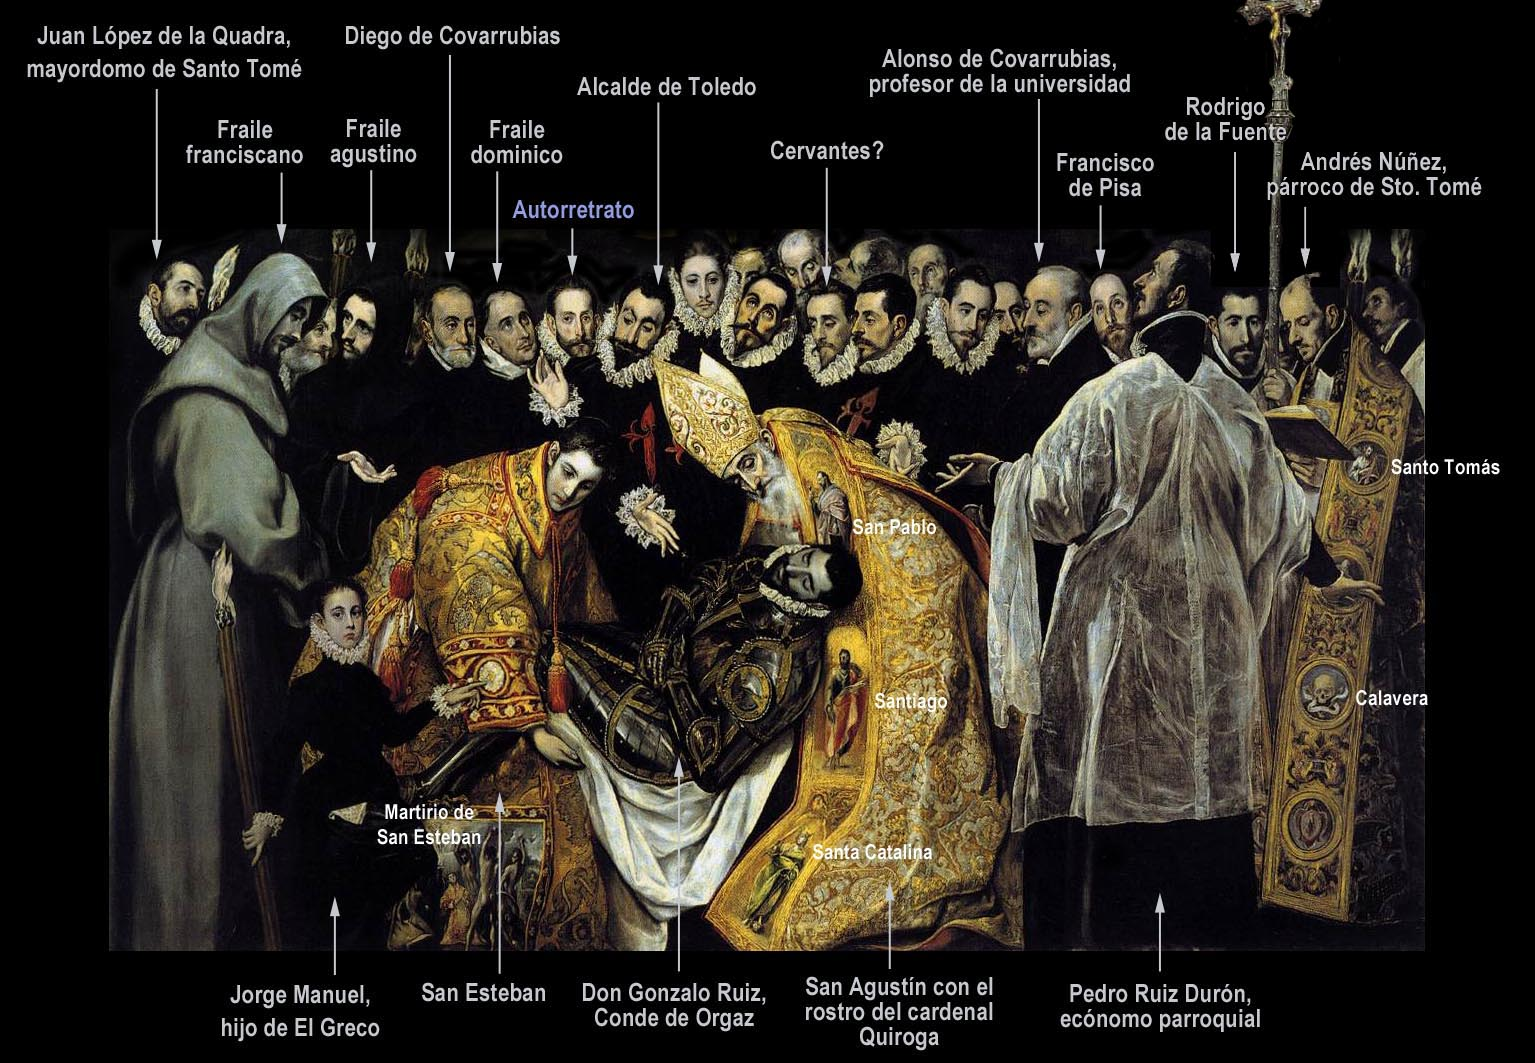 Juan López de la Quadra,
mayordomo de Santo Tomé
Diego de Covarrubias
Alonso de Covarrubias,
profesor de la universidad
Alcalde de Toledo
Rodrigo
de la Fuente
Fraile
franciscano
Fraile
agustino
Fraile
dominico
Cervantes?
Francisco
de Pisa
Andrés Núñez,
párroco de Sto. Tomé
Autorretrato
Santo Tomás
San Pablo
Santiago
Calavera
Martirio de
San Esteban
Santa Catalina
Jorge Manuel,
hijo de El Greco
San Esteban
Don Gonzalo Ruiz,
Conde de Orgaz
San Agustín con el
rostro del cardenal
Quiroga
Pedro Ruiz Durón,
ecónomo parroquial